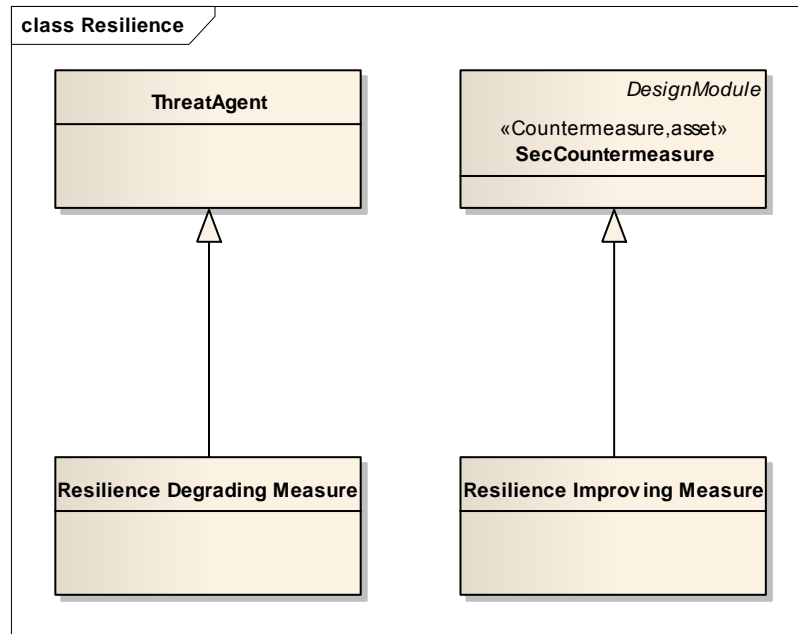 class Resilience
ThreatAgent
DesignModule
«Countermeasure,asset»
SecCountermeasure
Resilience Degrading Measure
Resilience Improving Measure